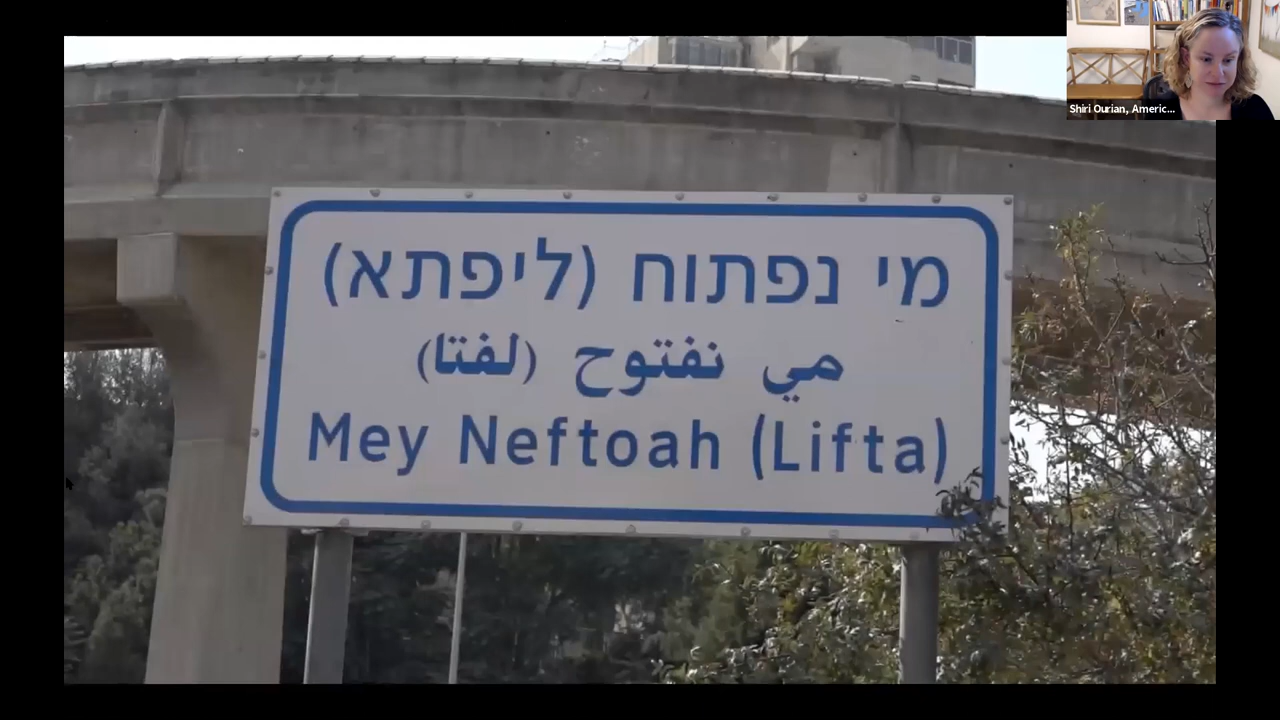 Shiri Ourian, Americ...
מי נפתוח (ליפתא)
مي نفتوح (لفتا)
Mey Neftoah (Lifta)